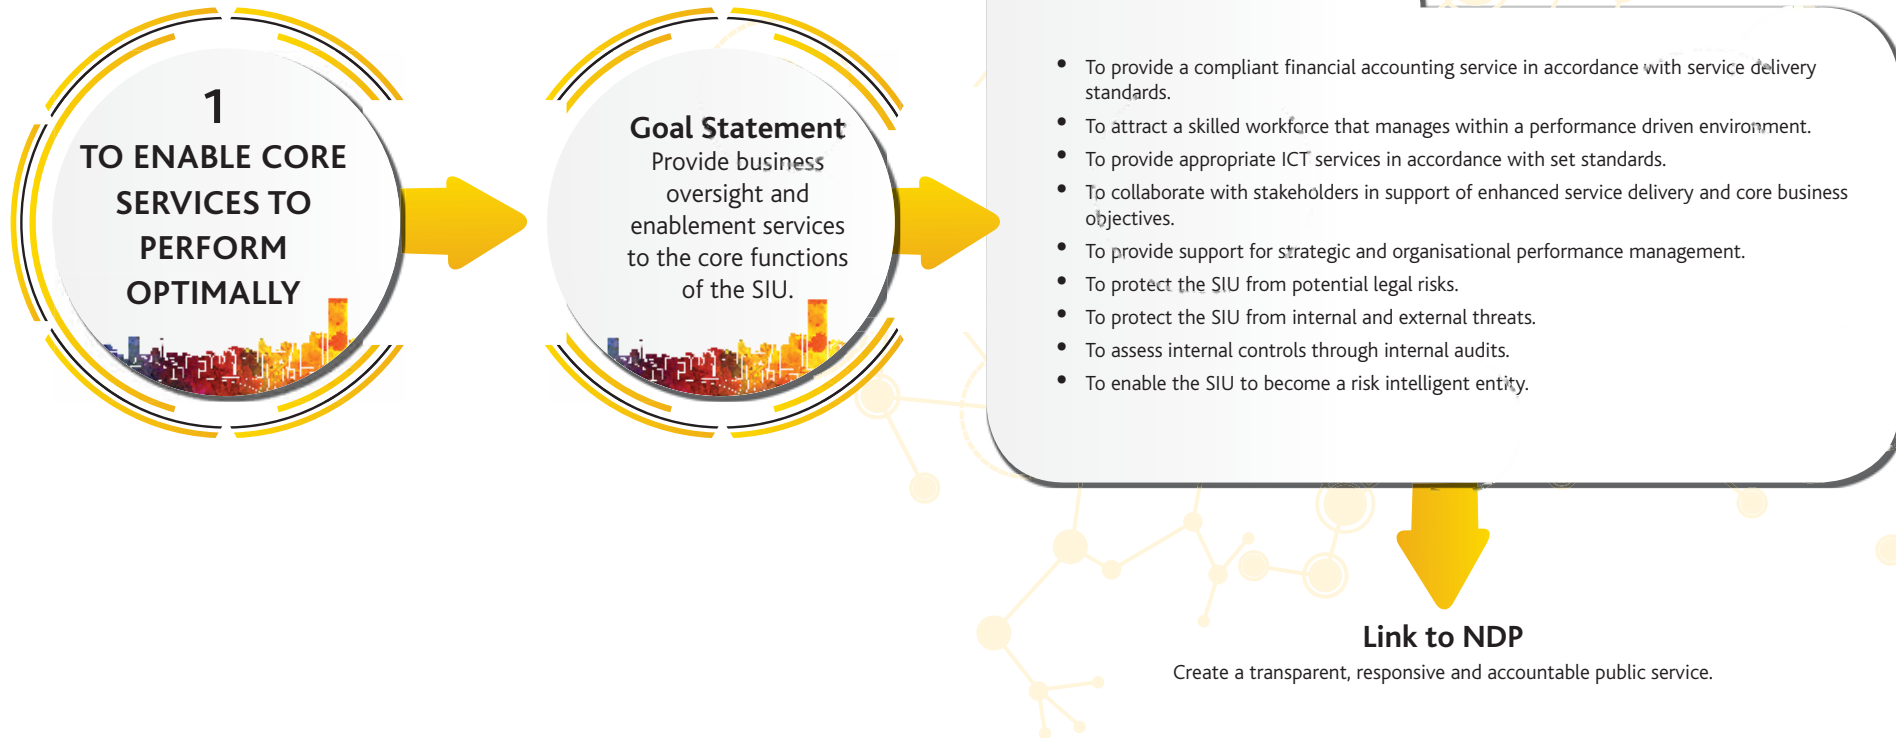 1
TO ENABLE CORE
SERVICES TO
PERFORM
OPTIMALLY
Goal Statement
Provide business
oversight and
enablement services
to the core functions
of the SIU.
• To provide a compliant financial accounting service in accordance with service delivery
standards.
• To attract a skilled workforce that manages within a performance driven environment.
• To provide appropriate ICT services in accordance with set standards.
• To collaborate with stakeholders in support of enhanced service delivery and core business
objectives.
• To provide support for strategic and organisational performance management.
• To protect the SIU from potential legal risks.
• To protect the SIU from internal and external threats.
• To assess internal controls through internal audits.
• To enable the SIU to become a risk intelligent entity.
Link to NDP
Create a transparent, responsive and accountable public service.